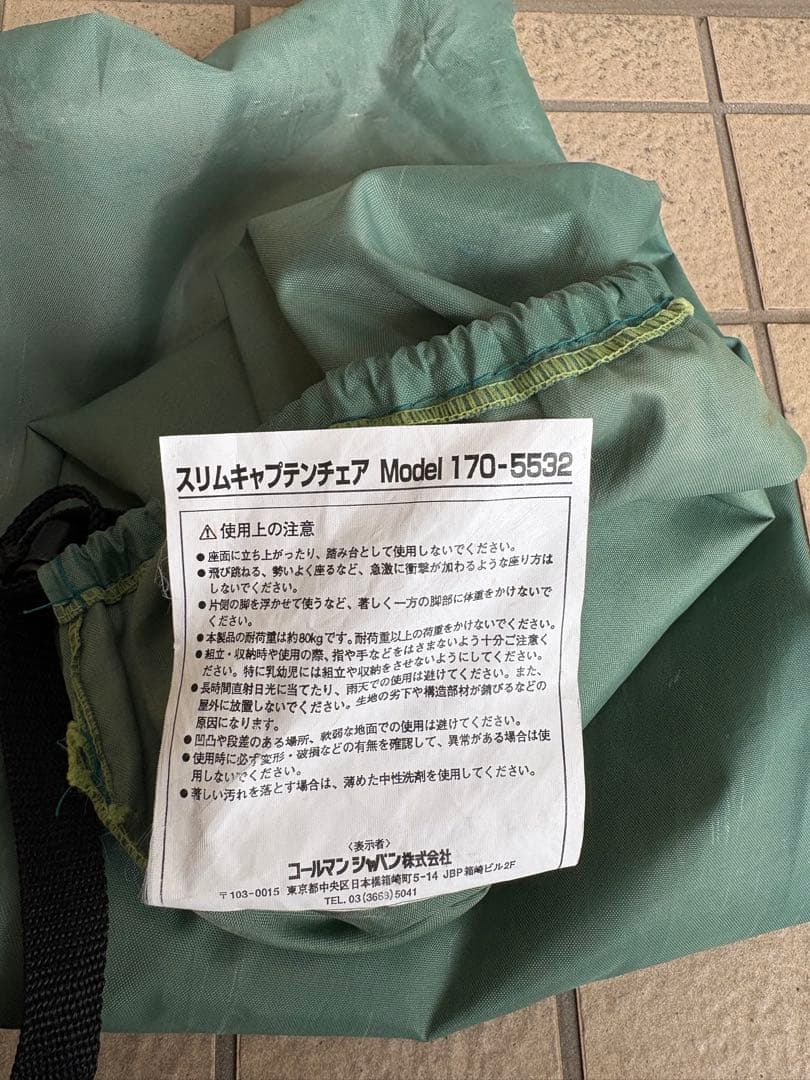 スリムキャプテンチェア Model 170-5532
⚠使用上の注意
●座面に立ち上がったり、踏み台として使用しないでください。
●飛び跳ねる、勢いよく座るなど、急激に衝撃が加わるような座り方は
しないでください。
●片側の脚を浮かせて使うなど、著しく一方の脚部に体重をかけないで
ください。
●本製品の耐荷重は約80kgです。耐荷重以上の荷重をかけないでください。
●組立・収納時や使用の際、指や手などをはさまないよう十分ご注意く
ださい。特に乳幼児には組立や収納をさせないようにしてください。
●長時間直射日光に当てたり、雨天での使用は避けてください。また、
屋外に放置しないでください。生地の劣下や構造部材が錆びるなどの
原因になります。
●凹凸や段差のある場所、軟弱な地面での使用は避けてください。
●使用時に必ず変形・破損などの有無を確認して、異常がある場合は使
用しないでください。
●著しい汚れを落とす場合は、薄めた中性洗剤を使用してください。
〈表示者〉
コールマン ジャパン株式会社
〒103-0015 東京都中央区日本橋箱崎町5-14 JBP箱崎ビル2F
TEL. 03(3663)5041